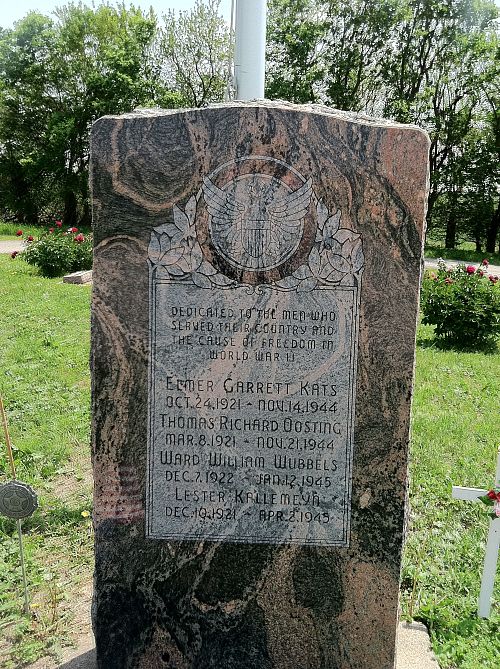 DEDICATED TO THE MEN WHO
SERVED THEIR COUNTRY AND
THE CAUSE OF FREEDOM IN
WORLD WAR II
ELMER GARRETT KATS
OCT. 24. 1921 - NOV. 14. 1944
THOMAS RICHARD OOSTING
MAR. 8. 1921 - NOV. 21. 1944
WARD WILLIAM WUBBELS
DEC. 7. 1922 - JAN. 12. 1945
LESTER KALLEMEYN
DEC. 10. 1921 - APR. 2. 1945